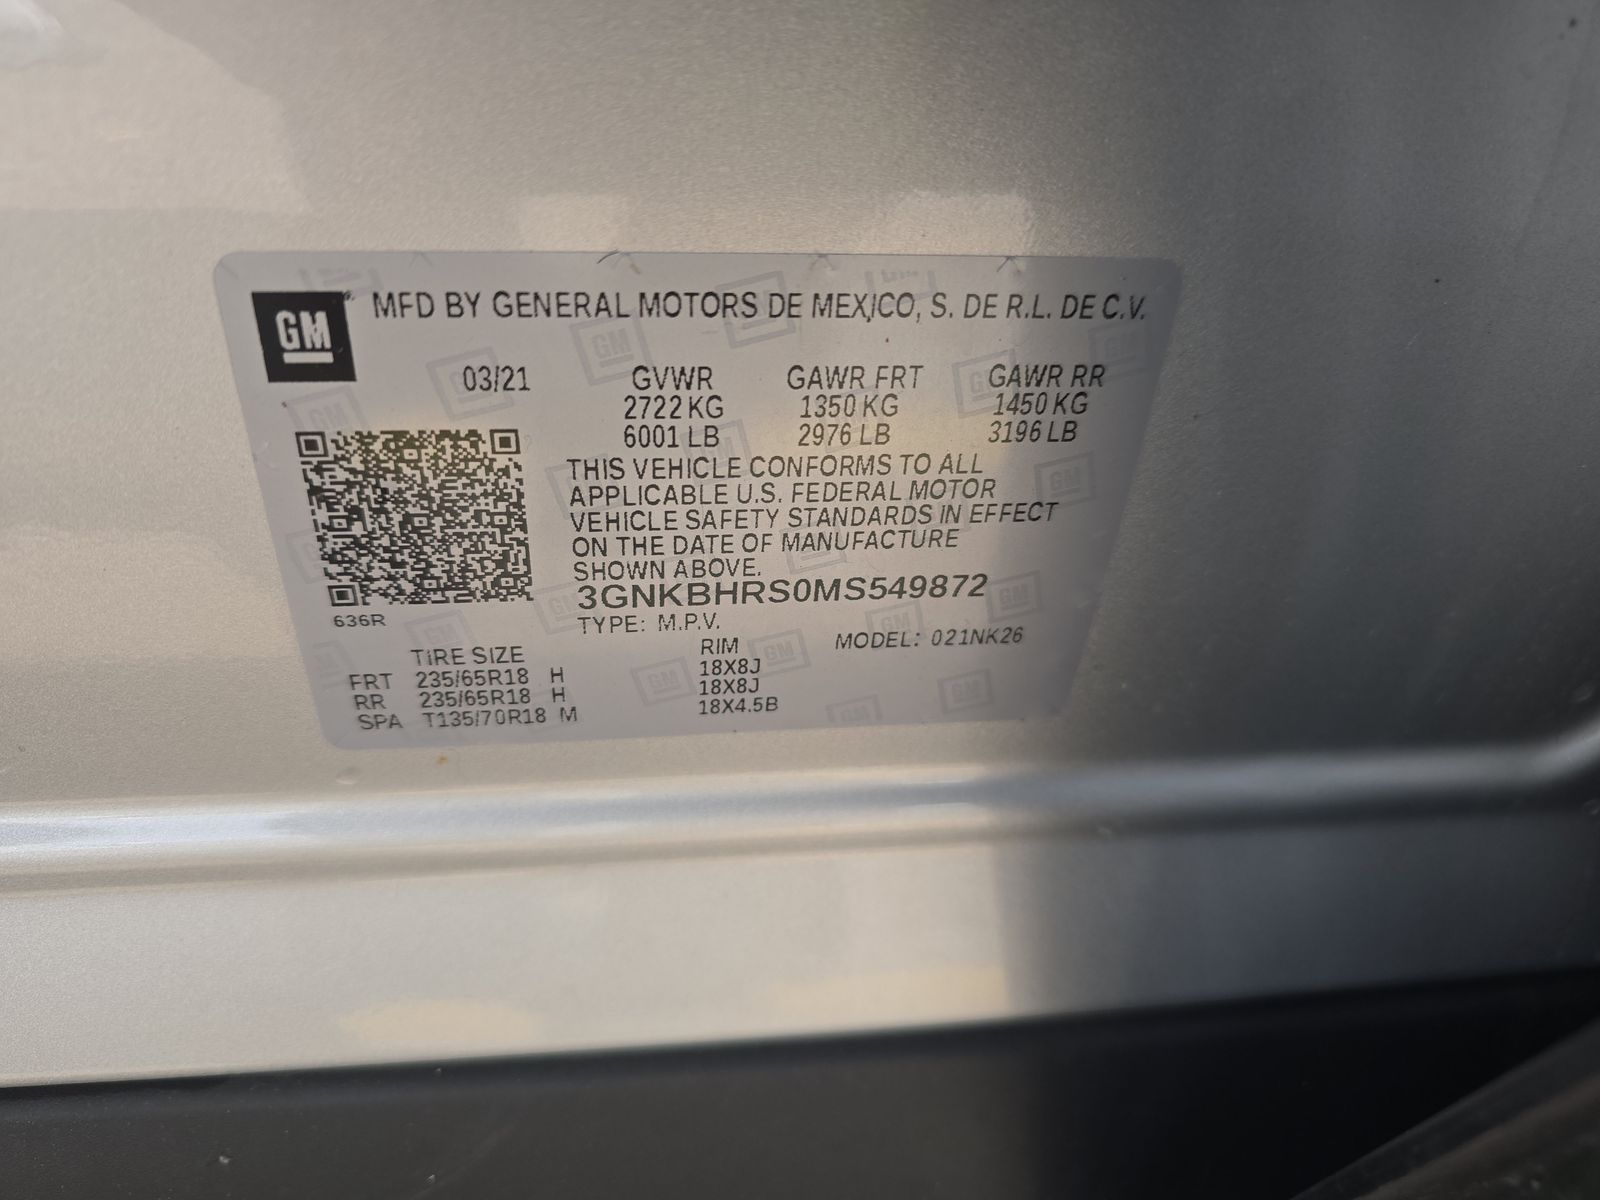 GM
MFD BY GENERAL MOTORS DE MEXICO, S. DE R.L. DE C.V.
03/21 GVWR GAWR FRT GAWR RR
2722 KG 1350 KG 1450 KG
6001 LB 2976 LB 3196 LB
THIS VEHICLE CONFORMS TO ALL
APPLICABLE U.S. FEDERAL MOTOR
VEHICLE SAFETY STANDARDS IN EFFECT
ON THE DATE OF MANUFACTURE
SHOWN ABOVE.
3GNKBHRS0MS549872
636R
TYPE: M.P.V.
MODEL: 021NK26
TIRE SIZE RIM
FRT 235/65R18 H 18X8J
RR 235/65R18 H 18X8J
SPA T135/70R18 M 18X4.5B